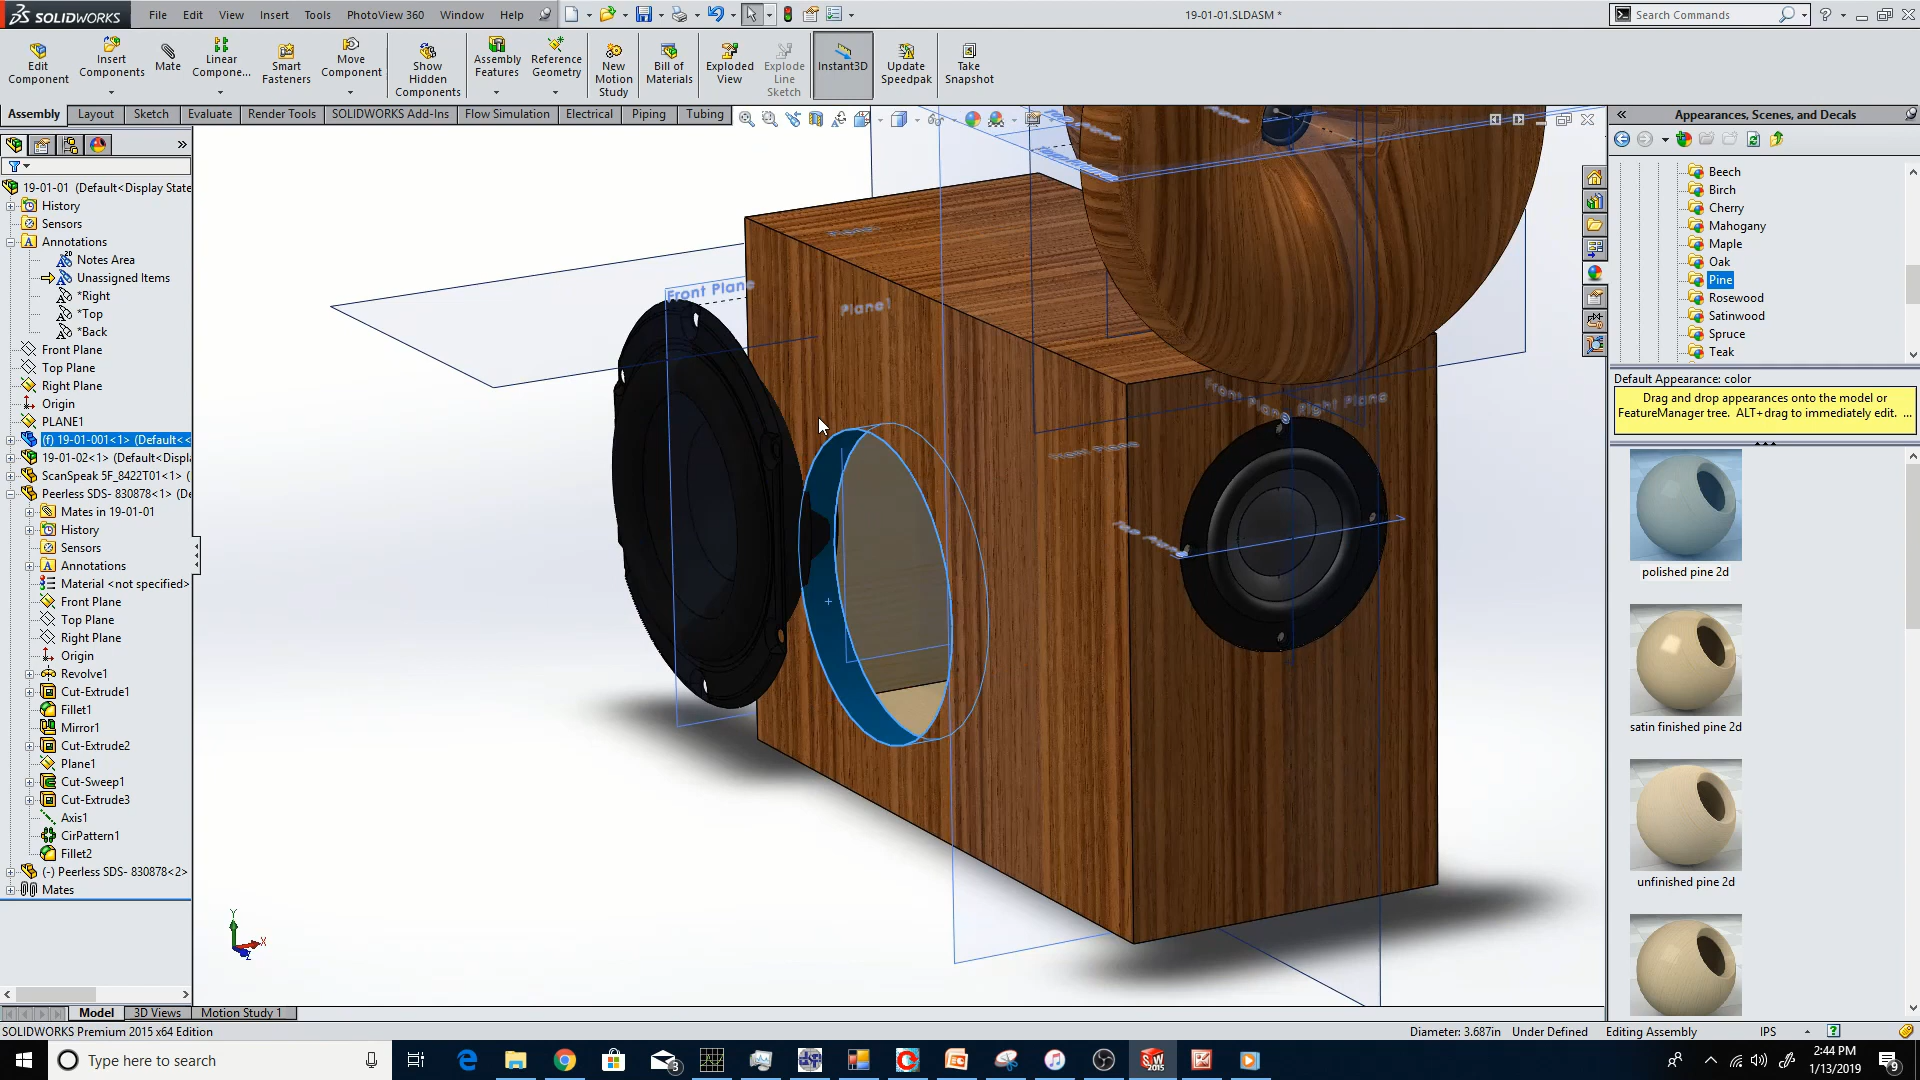 SOLIDWORKS
File
Edit
View
Insert
Tools
PhotoView 360
Window
Help
19-01-01.SLDASM *
Search Commands
Edit Component
Insert Components
Mate
Linear Compone...
Smart Fasteners
Move Component
Show Hidden Components
Assembly Features
Reference Geometry
New Motion Study
Bill of Materials
Exploded View
Explode Line Sketch
Instant3D
Update Speedpak
Take Snapshot
Assembly
Layout
Sketch
Evaluate
Render Tools
SOLIDWORKS Add-Ins
Flow Simulation
Electrical
Piping
Tubing
19-01-01 (Default<Display State
History
Sensors
Annotations
Notes Area
Unassigned Items
*Right
*Top
*Back
Front Plane
Top Plane
Right Plane
Origin
PLANE1
(f) 19-01-001<1> (Default<<
19-01-02<1> (Default<Displa
ScanSpeak 5F_8422T01<1> (
Peerless SDS- 830878<1> (De
Mates in 19-01-01
History
Sensors
Annotations
Material <not specified>
Front Plane
Top Plane
Right Plane
Origin
Revolve1
Cut-Extrude1
Fillet1
Mirror1
Cut-Extrude2
Plane1
Cut-Sweep1
Cut-Extrude3
Axis1
CirPattern1
Fillet2
(-) Peerless SDS- 830878<2>
Mates
Front Plane
Plane1
Front Plane
Right Plane
Top Plane
Y
X
Z
Appearances, Scenes, and Decals
Beech
Birch
Cherry
Mahogany
Maple
Oak
Pine
Rosewood
Satinwood
Spruce
Teak
Default Appearance: color
Drag and drop appearances onto the model or
FeatureManager tree. ALT+drag to immediately edit. ...
polished pine 2d
satin finished pine 2d
unfinished pine 2d
Model
3D Views
Motion Study 1
SOLIDWORKS Premium 2015 x64 Edition
Diameter: 3.687in
Under Defined
Editing Assembly
IPS
Type here to search
3
SW 2015
2:44 PM
1/13/2019
9